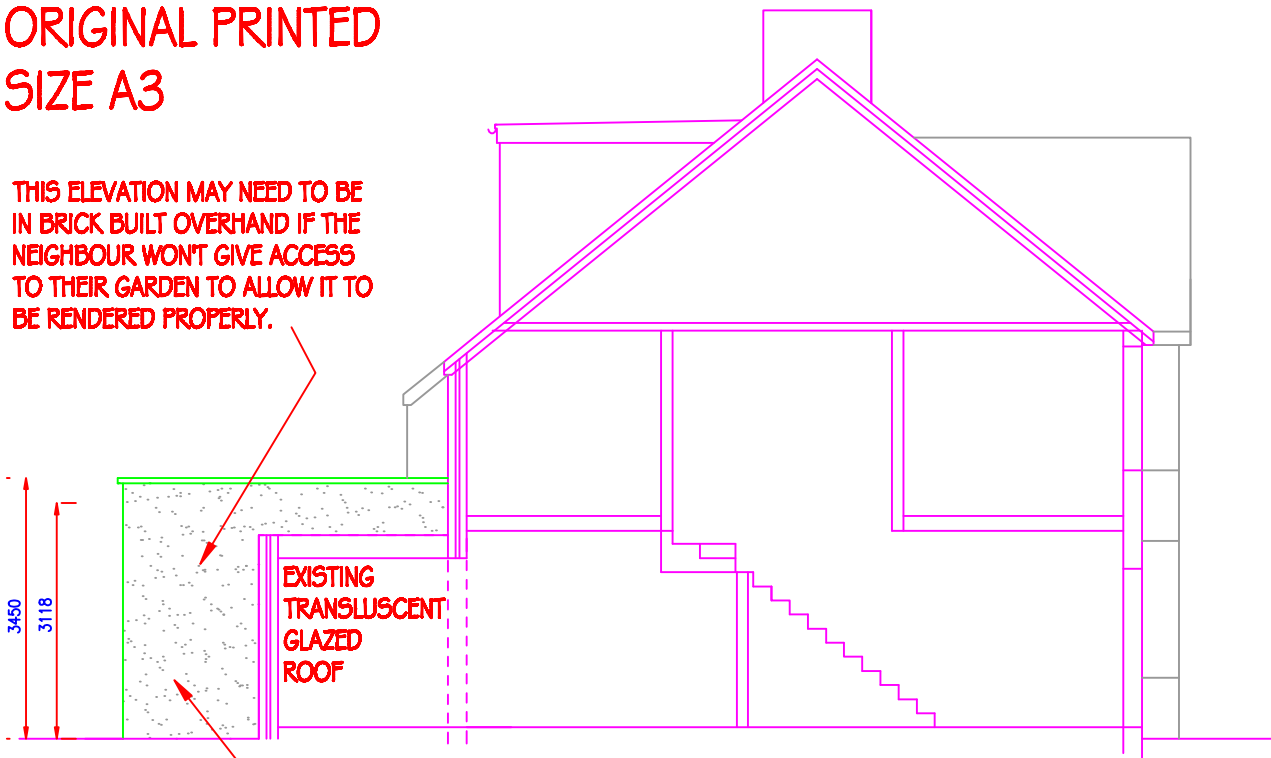 ORIGINAL PRINTED
SIZE A3
THIS ELEVATION MAY NEED TO BE
IN BRICK BUILT OVERHAND IF THE
NEIGHBOUR WON'T GIVE ACCESS
TO THEIR GARDEN TO ALLOW IT TO
BE RENDERED PROPERLY.
EXISTING
TRANSLUSCENT
GLAZED
ROOF
3450
3118